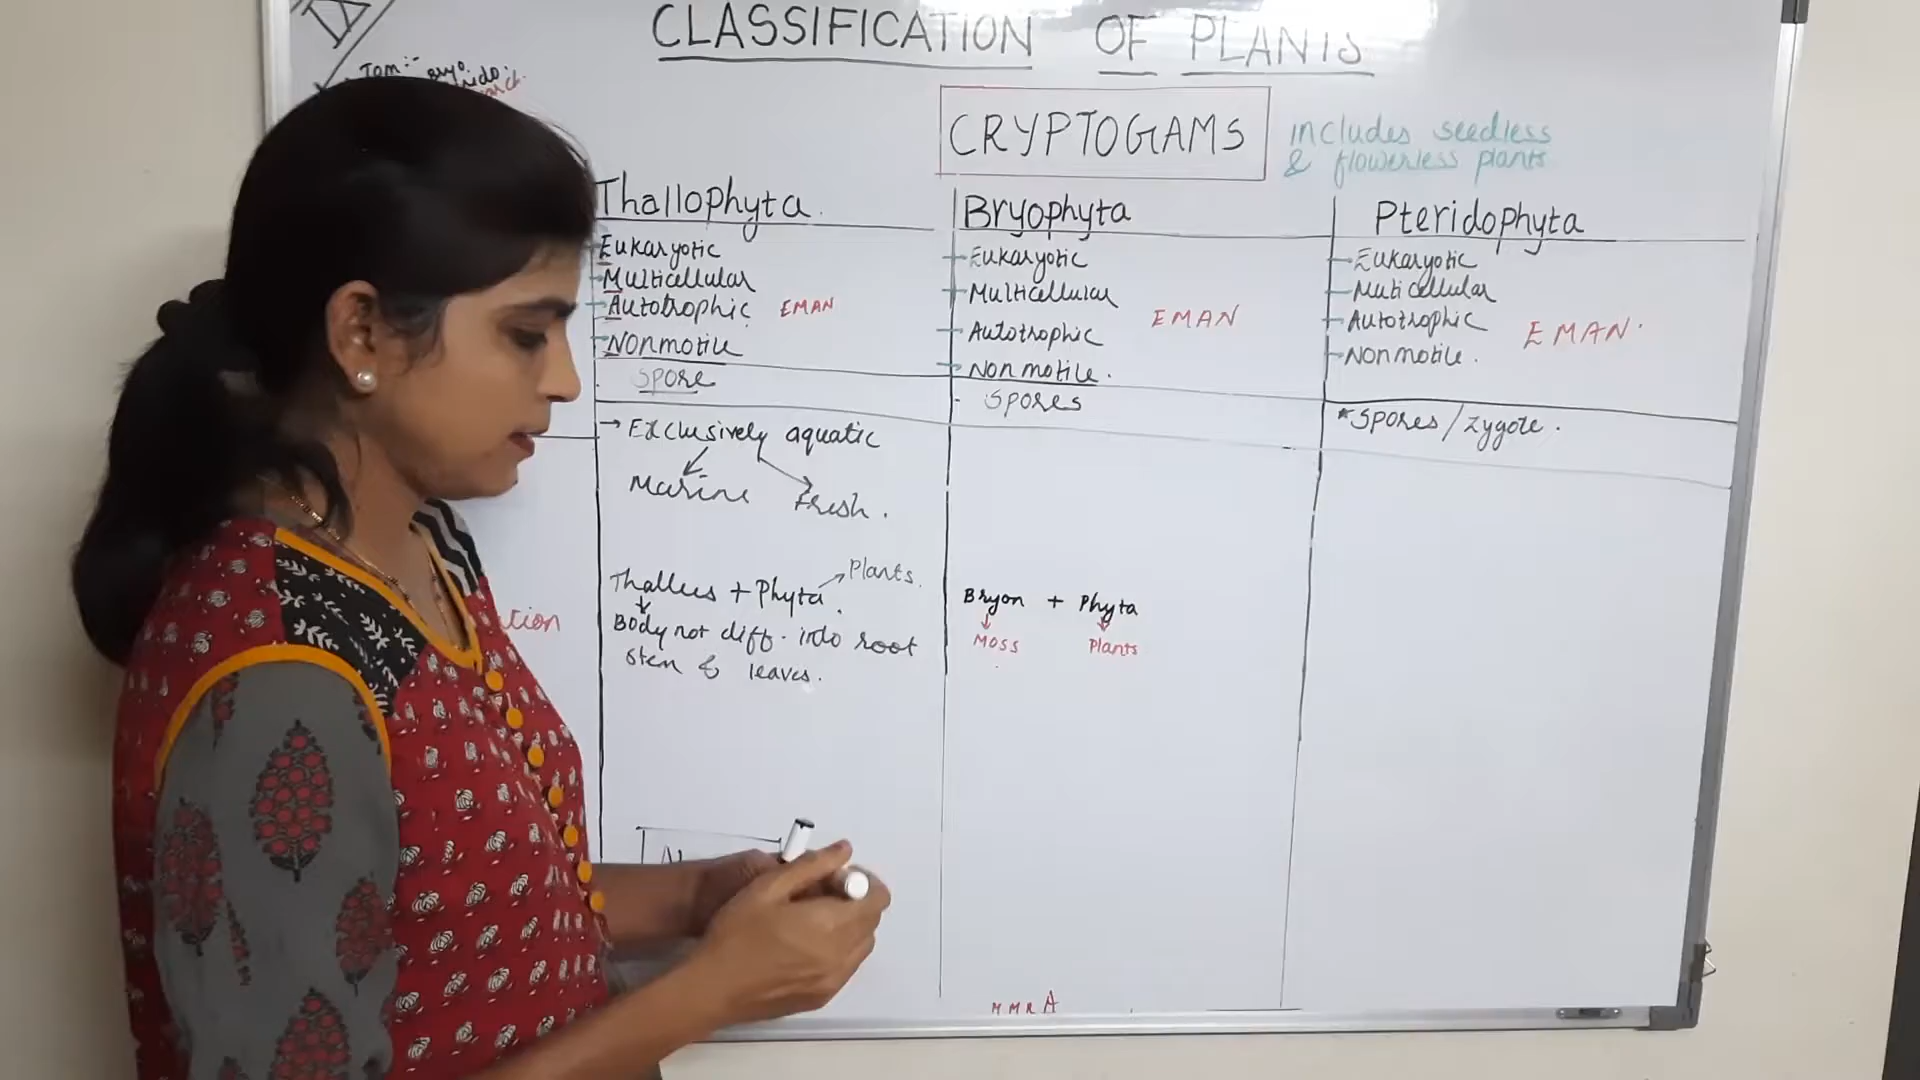 CLASSIFICATION OF PLANTS
CRYPTOGAMS
includes seedless
& flowerless plants
Thallophyta.
Eukaryotic
Multicellular
Autotrophic
EMAN
Nonmotile
Spore
→ Exclusively aquatic
Marine
Fresh.
Plants.
Thallus + Phyta.
Body not diff. into root
stem & leaves.
Bryophyta
Eukaryotic
Multicellular
EMAN
Autotrophic
Non motile.
Spores
Bryon + Phyta
Moss
Plants
MMRA
Pteridophyta
Eukaryotic
Muticellular
Autotrophic
EMAN.
Nonmotile.
*Spores/zygote.
tion